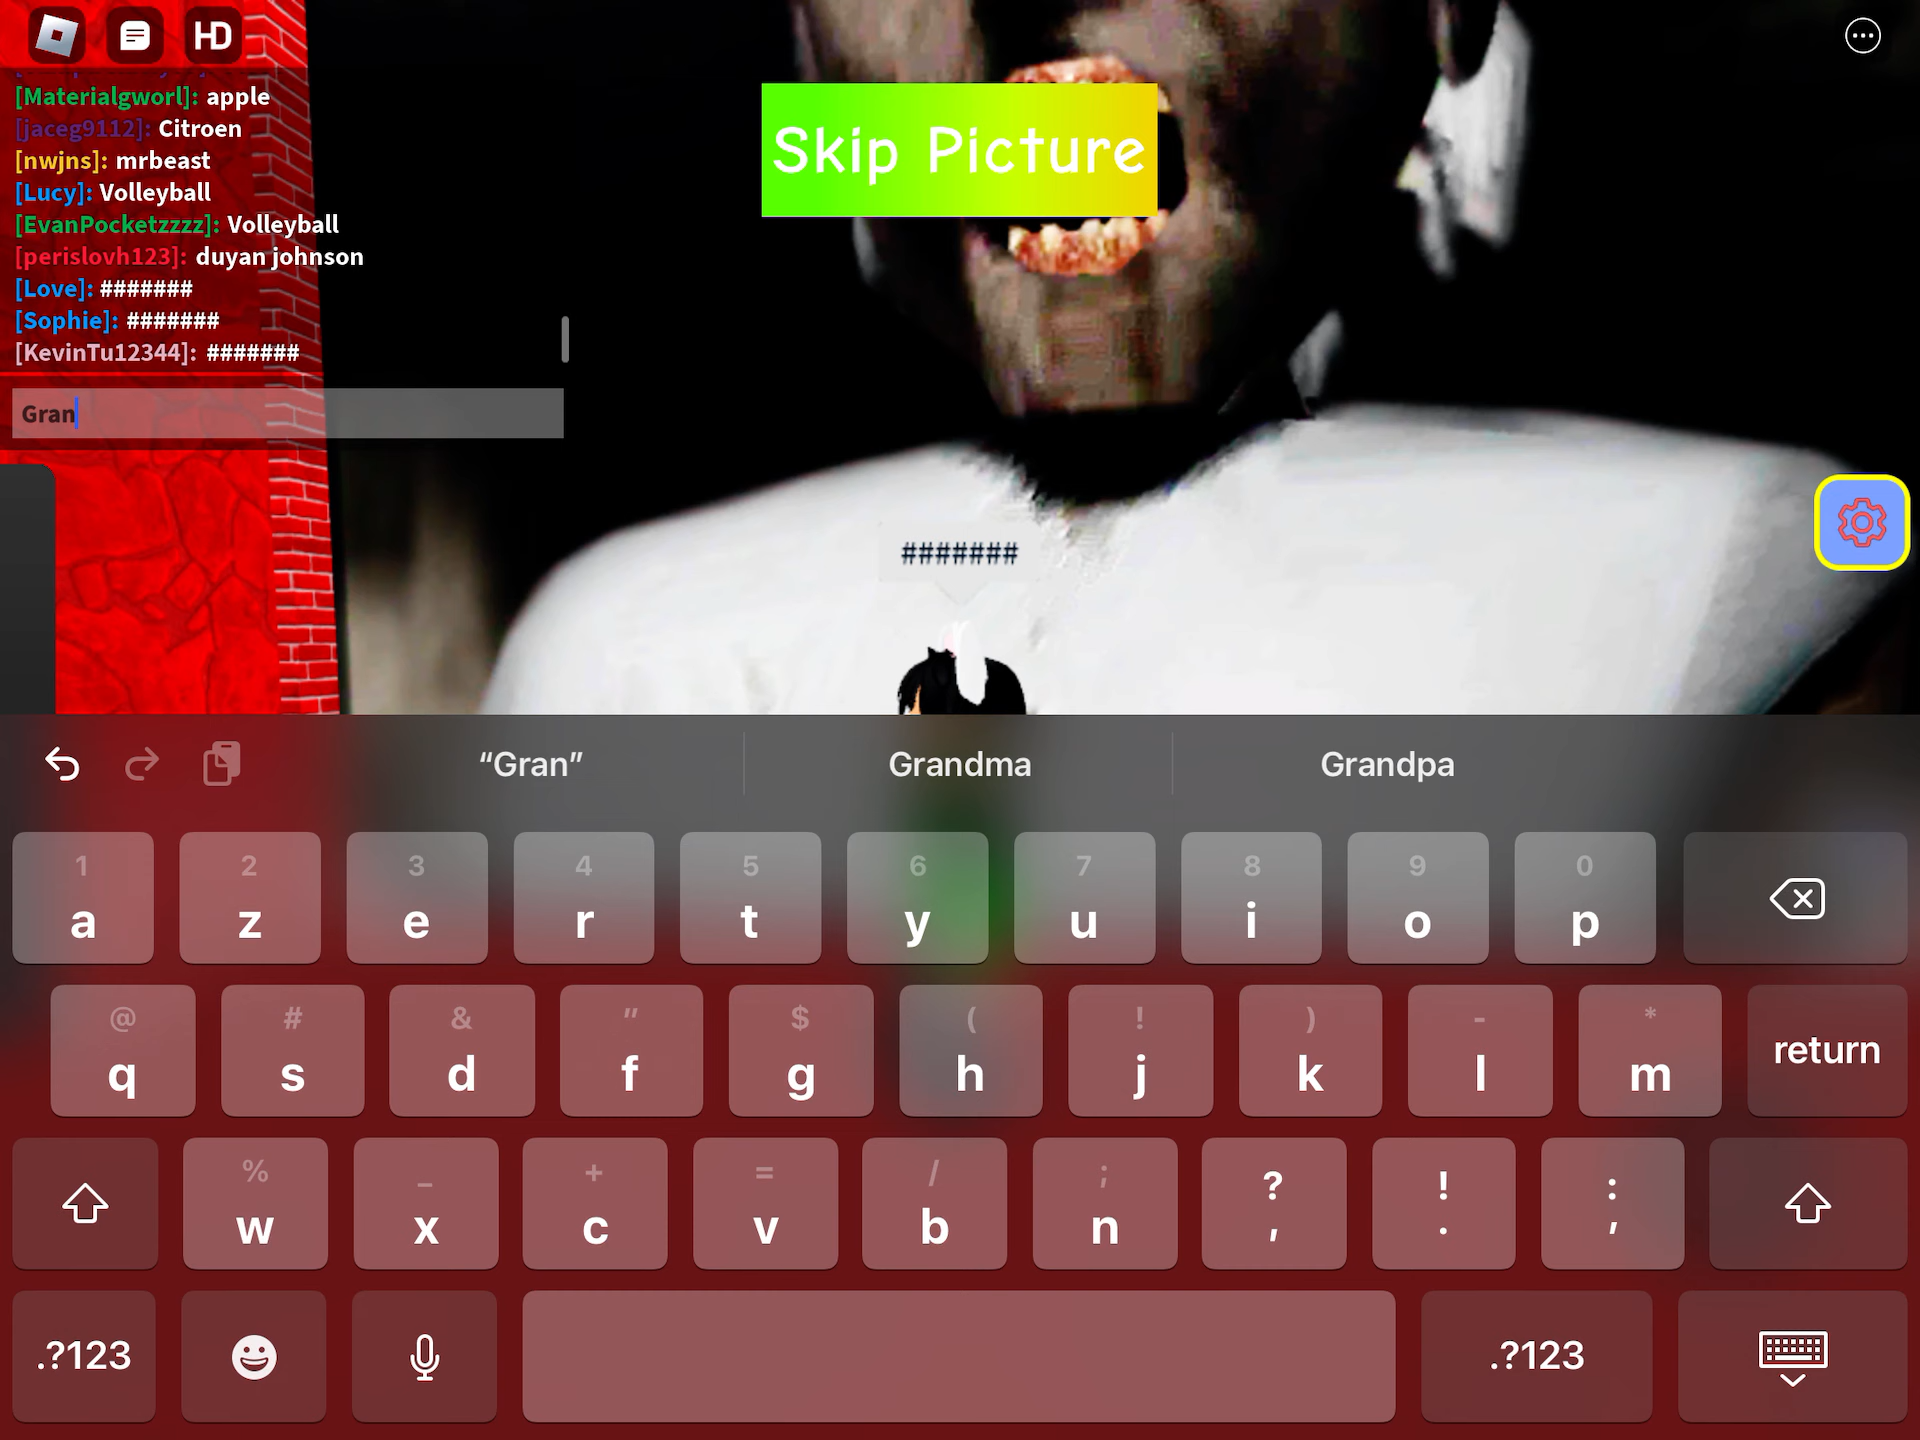 HD
[Materialgworl]: apple
[jaceg9112]: Citroen
[nwjns]: mrbeast
[Lucy]: Volleyball
[EvanPocketzzzz]: Volleyball
[perislovh123]: duyan johnson
[Love]: #######
[Sophie]: #######
[KevinTu12344]: #######
Gran
Skip Picture
#######
“Gran” Grandma Grandpa
1 2 3 4 5 6 7 8 9 0
a z e r t y u i o p
@ # & " $ ( ! ) - *
q s d f g h j k l m return
% _ + = / ; ? ! :
w x c v b n , . '
.?123 .?123